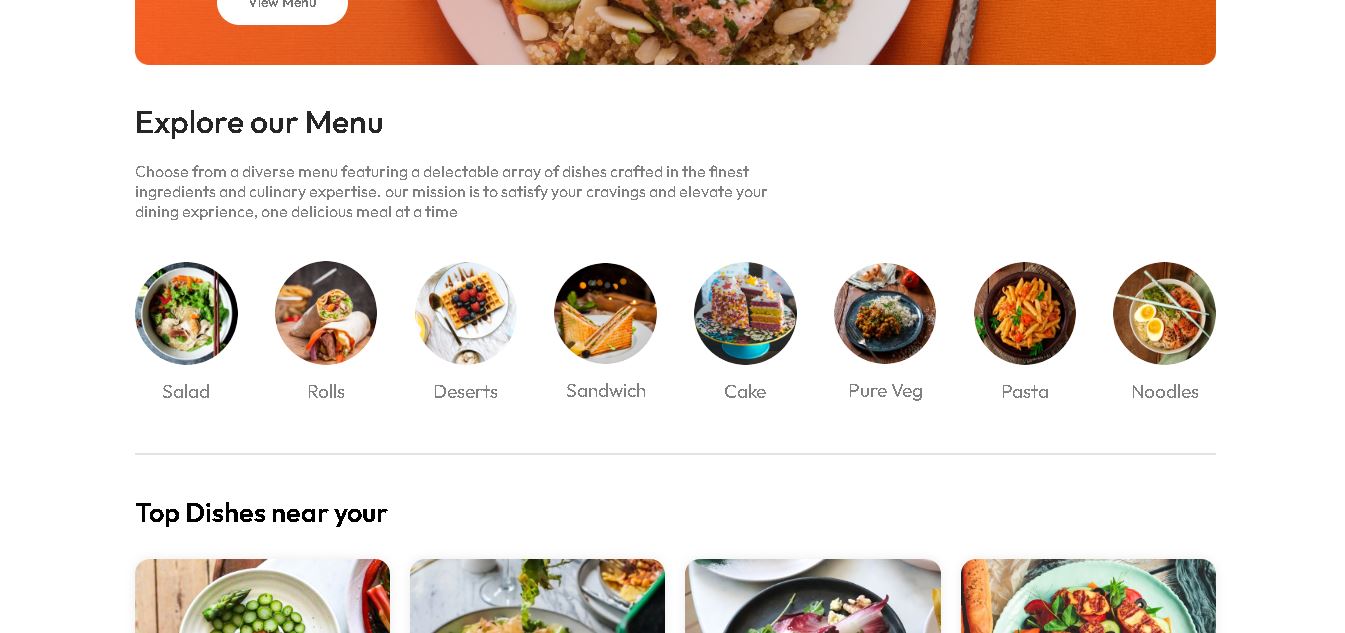 View Menu
Explore our Menu
Choose from a diverse menu featuring a delectable array of dishes crafted in the finest
ingredients and culinary expertise. our mission is to satisfy your cravings and elevate your
dining exprience, one delicious meal at a time
Salad
Rolls
Deserts
Sandwich
Cake
Pure Veg
Pasta
Noodles
Top Dishes near your